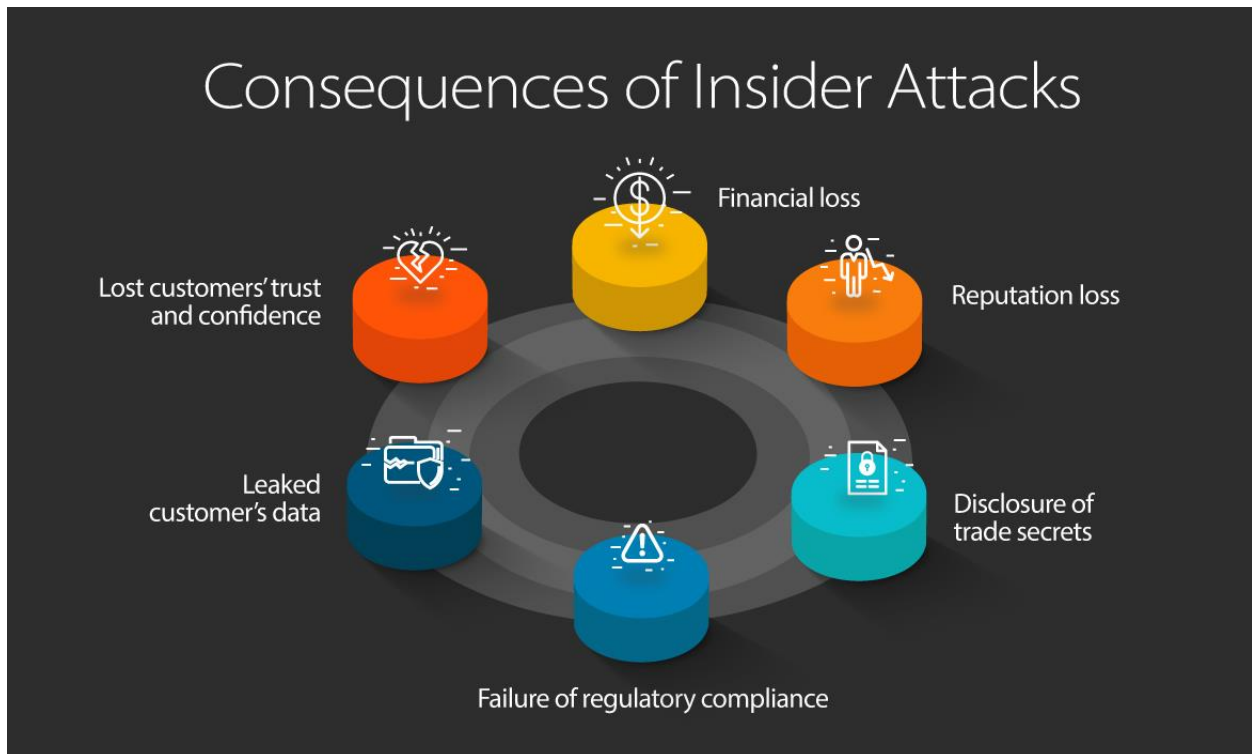 Consequences of Insider Attacks
Financial loss
Reputation loss
Disclosure of
trade secrets
Failure of regulatory compliance
Leaked
customer's data
Lost customers' trust
and confidence